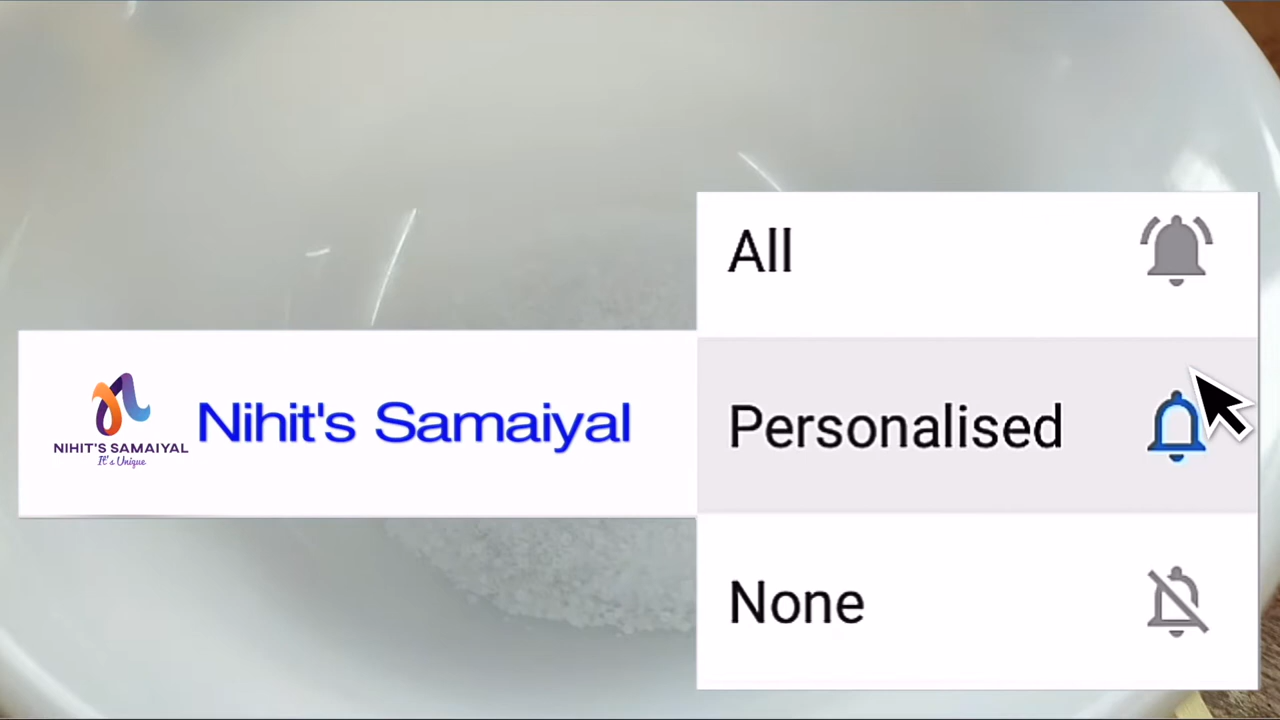 All
Personalised
None
Nihit's Samaiyal
NIHIT'S SAMAIYAL
It's Unique